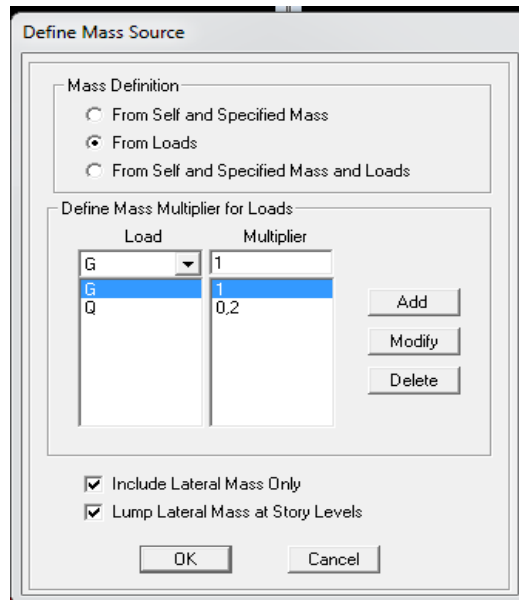 Define Mass Source
Mass Definition
From Self and Specified Mass
From Loads
From Self and Specified Mass and Loads
Define Mass Multiplier for Loads
Load Multiplier
G 1
G 1
Q 0,2
Add
Modify
Delete
Include Lateral Mass Only
Lump Lateral Mass at Story Levels
OK Cancel